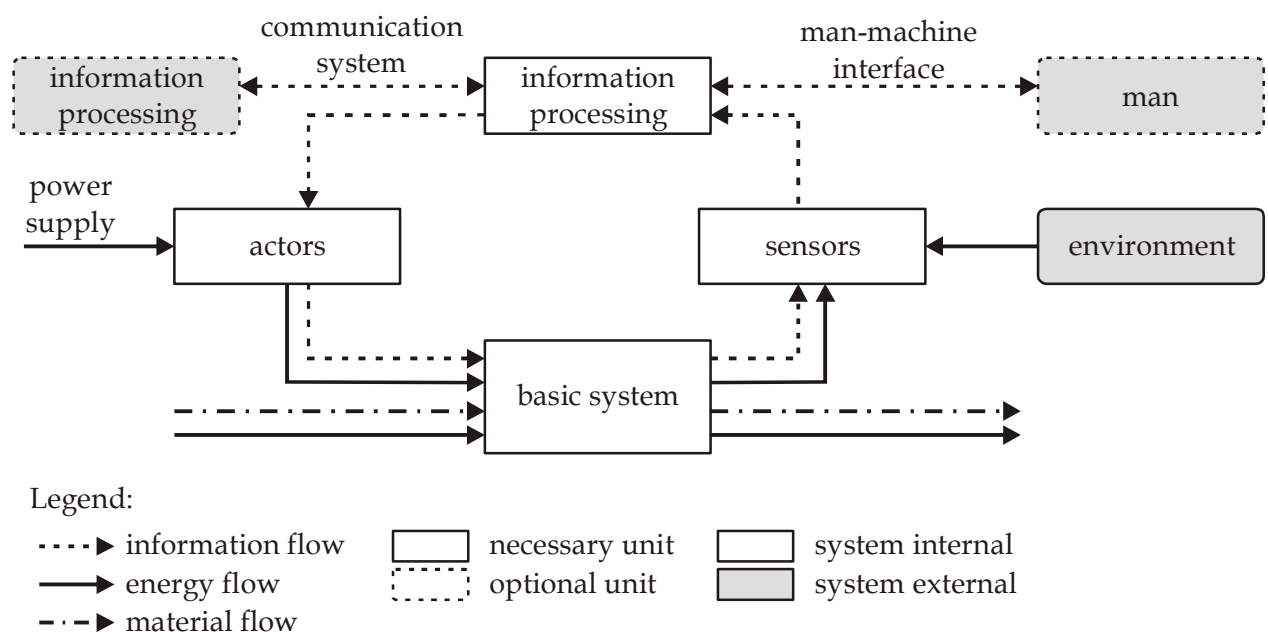 communication
system
man-machine
interface
information
processing
information
processing
man
power
supply
actors
sensors
environment
basic system
Legend:
information flow
necessary unit
system internal
energy flow
optional unit
system external
material flow